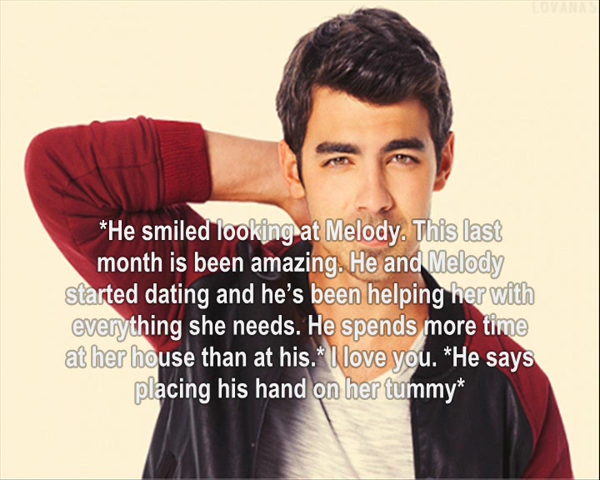 LOVANAS
*He smiled looking at Melody. This last
month is been amazing. He and Melody
started dating and he’s been helping her with
everything she needs. He spends more time
at her house than at his.* I love you. *He says
placing his hand on her tummy*